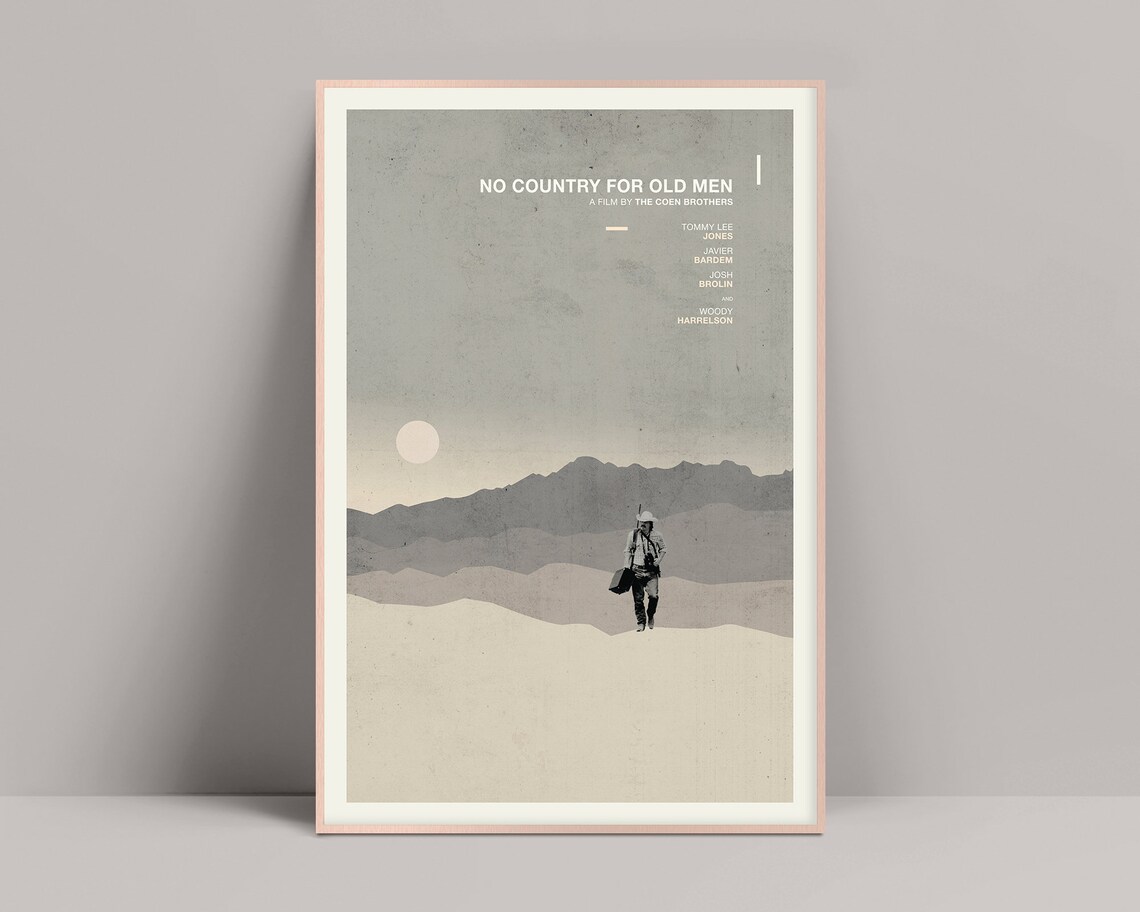 NO COUNTRY FOR OLD MEN
A FILM BY THE COEN BROTHERS
TOMMY LEE
JONES
JAVIER
BARDEM
JOSH
BROLIN
AND
WOODY
HARRELSON